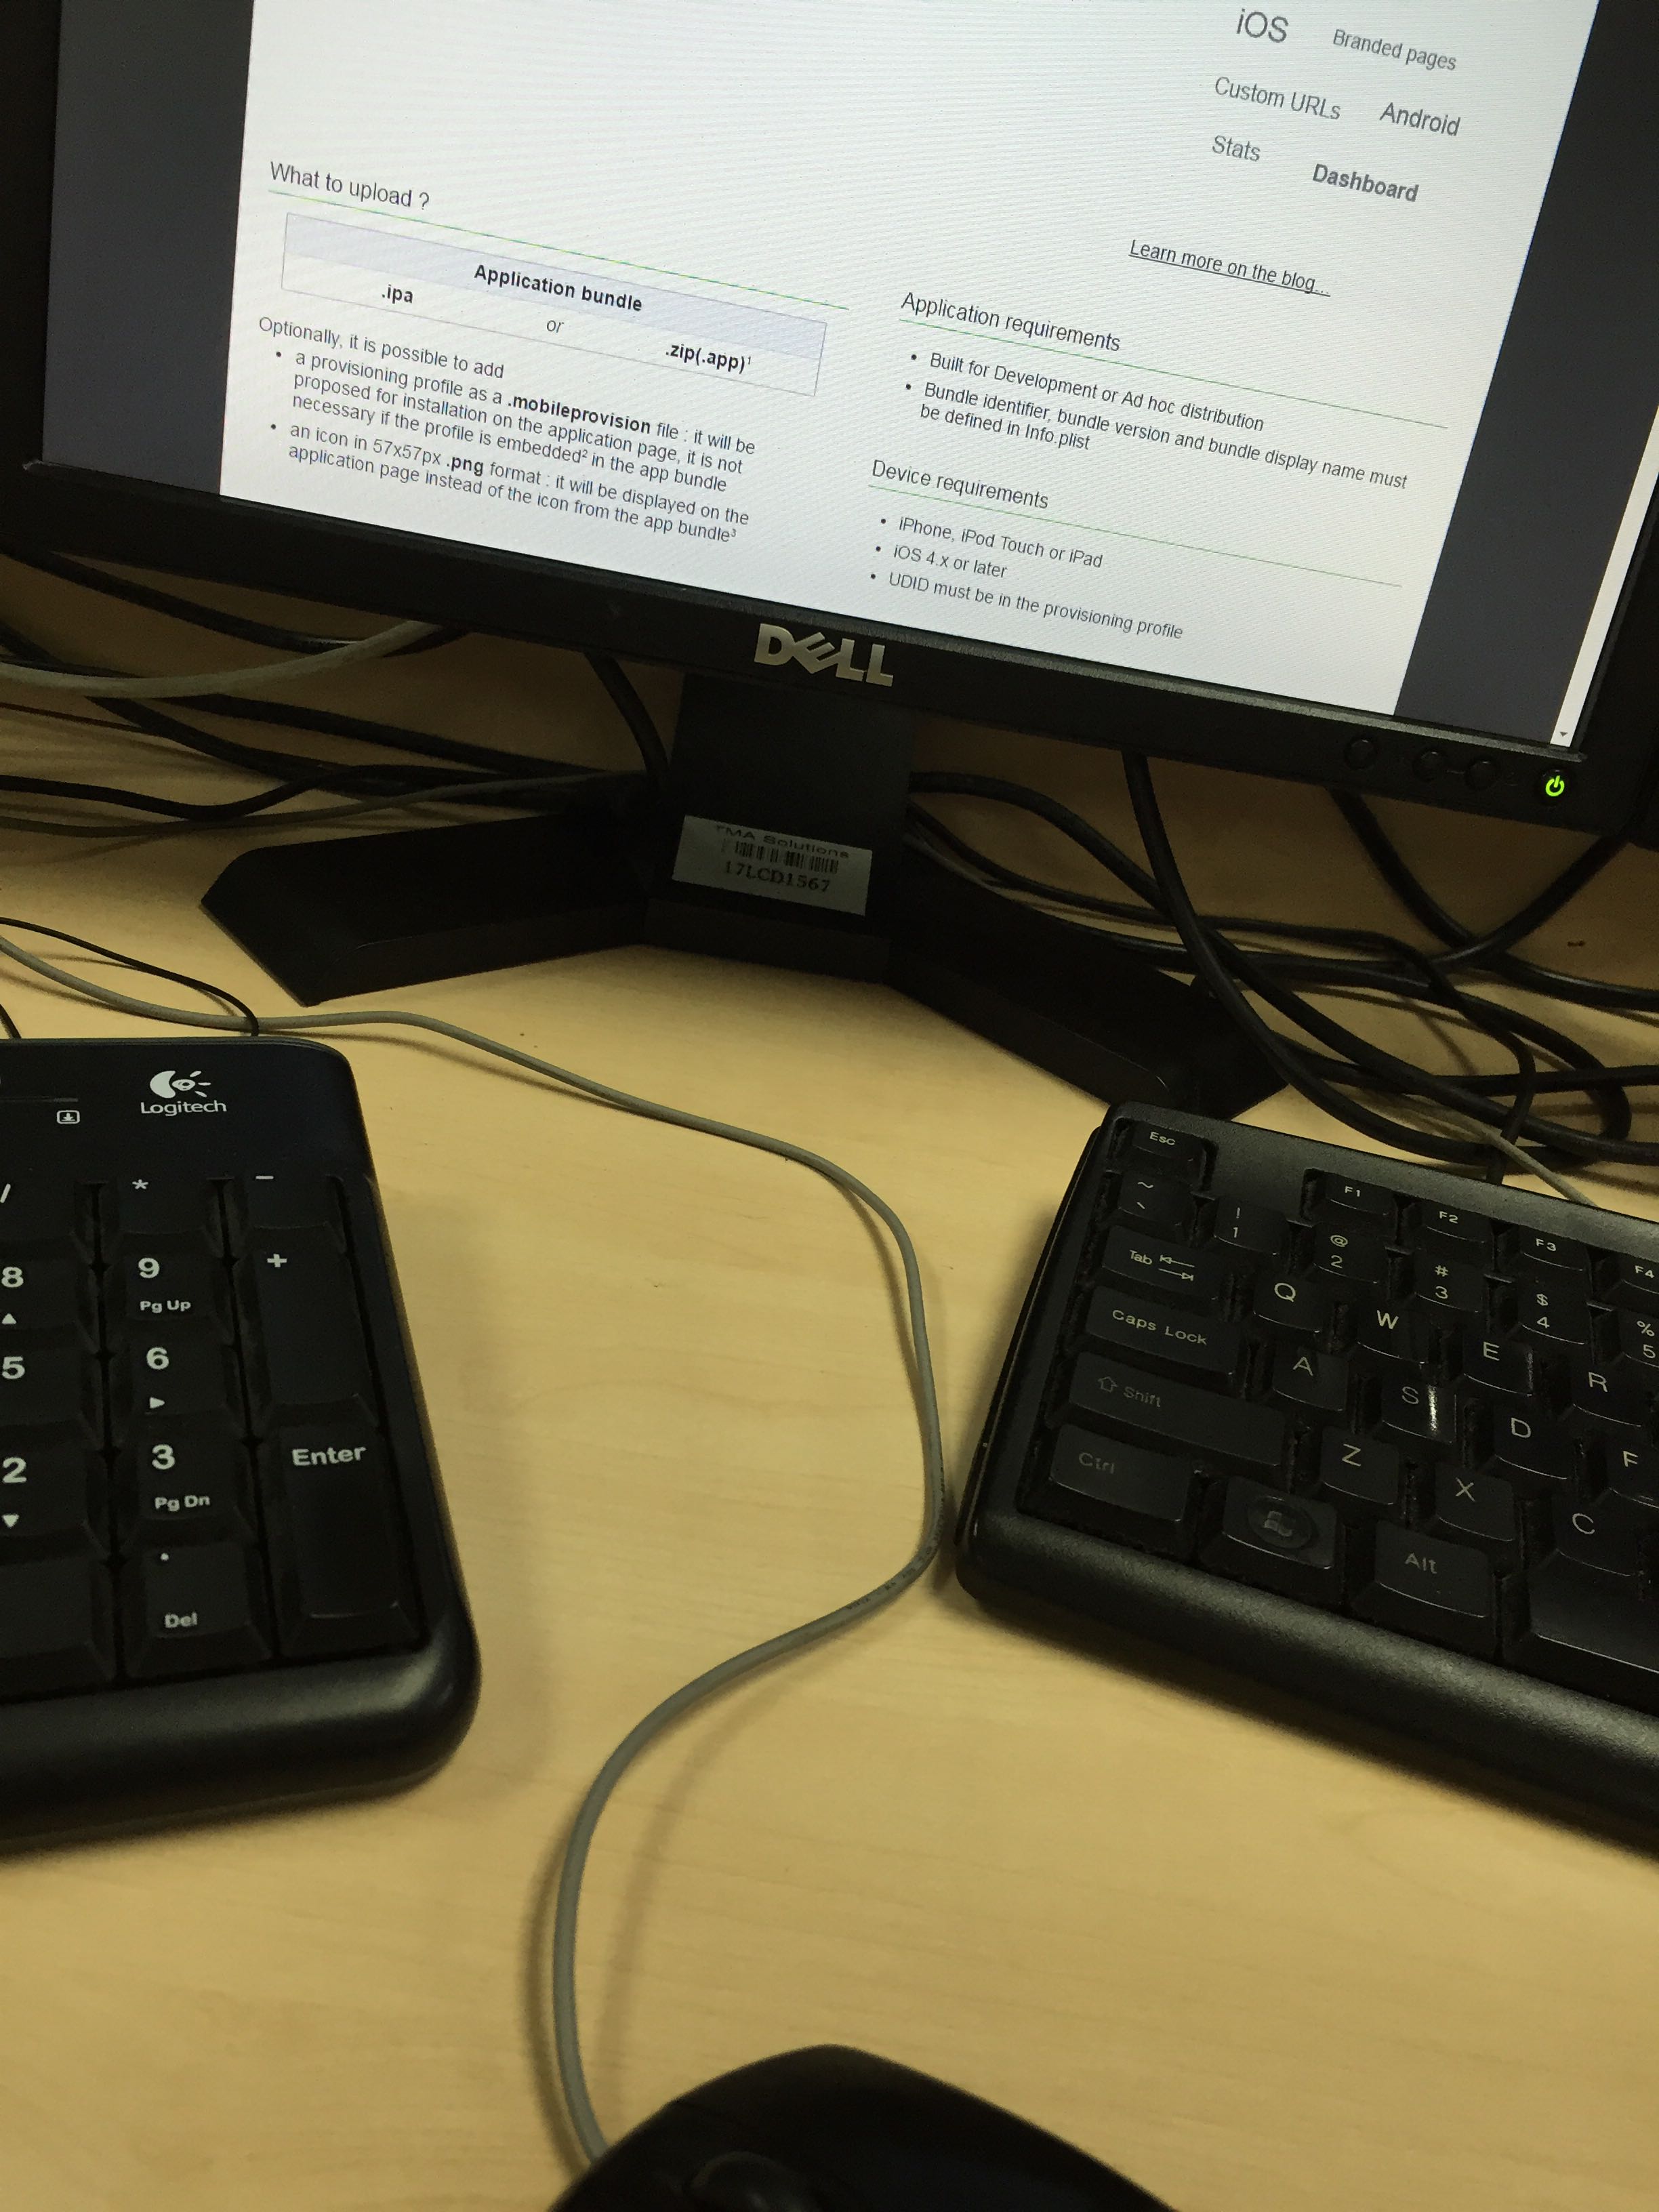 iOS Branded pages
Custom URLs Android
Stats Dashboard
Learn more on the blog...
What to upload ?
Application bundle
.ipa or .zip(.app)¹
Optionally, it is possible to add
• a provisioning profile as a .mobileprovision file : it will be
proposed for installation on the application page, it is not
necessary if the profile is embedded² in the app bundle
• an icon in 57x57px .png format : it will be displayed on the
application page instead of the icon from the app bundle³
Application requirements
• Built for Development or Ad hoc distribution
• Bundle identifier, bundle version and bundle display name must
be defined in Info.plist
Device requirements
• iPhone, iPod Touch or iPad
• iOS 4.x or later
• UDID must be in the provisioning profile
DELL
TMA Solutions
17LCD1567
Logitech
/ * -
8 9 +
Pg Up
5 6
2 3 Enter
Pg Dn
.
Del
Esc F1 F2 F3 F4
~ ! @ # $ %
` 1 2 3 4 5
Tab Q W E R
Caps Lock A S D F
Shift Z X C
Ctrl Alt